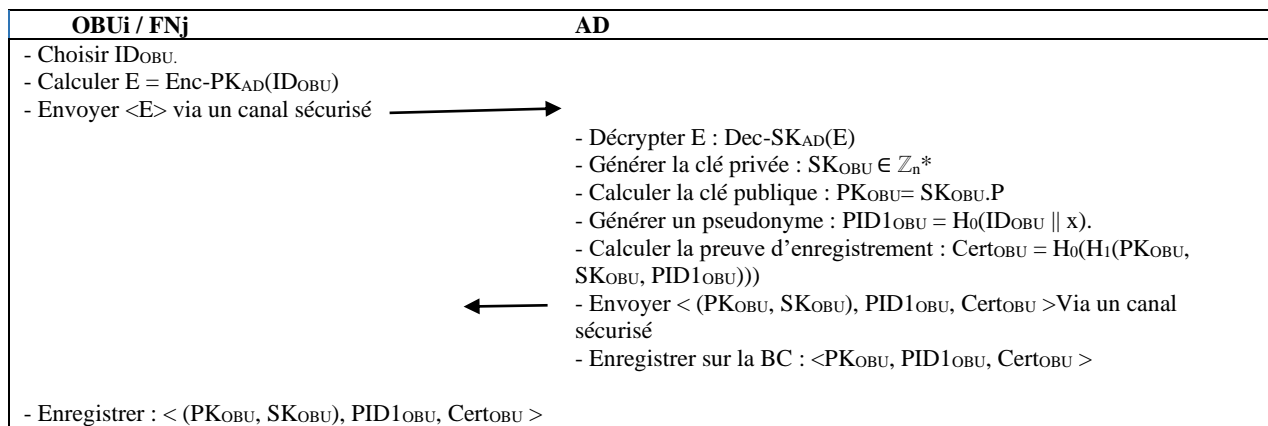 OBUi / FNj AD
- Choisir IDOBU.
- Calculer E = Enc-PKAD(IDOBU)
- Envoyer <E> via un canal sécurisé
- Décrypter E : Dec-SKAD(E)
- Générer la clé privée : SKOBU ∈ ℤn*
- Calculer la clé publique : PKOBU= SKOBU.P
- Générer un pseudonyme : PID1OBU = H0(IDOBU || x).
- Calculer la preuve d’enregistrement : CertOBU = H0(H1(PKOBU,
SKOBU, PID1OBU)))
- Envoyer < (PKOBU, SKOBU), PID1OBU, CertOBU >Via un canal
sécurisé
- Enregistrer sur la BC : <PKOBU, PID1OBU, CertOBU >
- Enregistrer : < (PKOBU, SKOBU), PID1OBU, CertOBU >